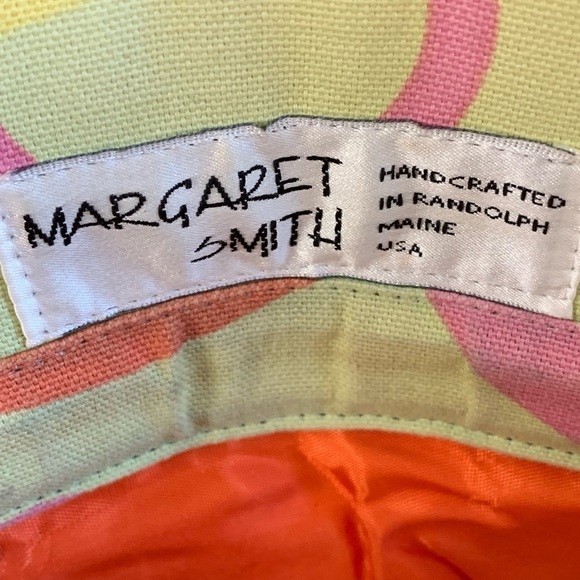 MARGARET
SMITH
HANDCRAFTED
IN RANDOLPH
MAINE
USA